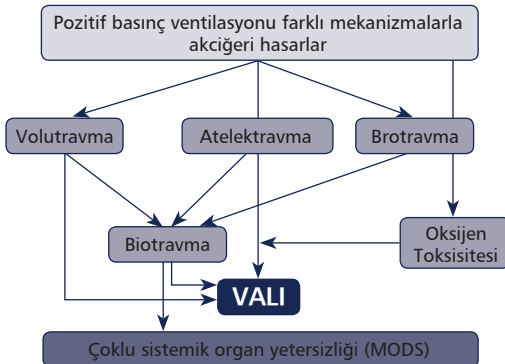 Pozitif basınç ventilasyonu farklı mekanizmalarla
akciğeri hasarlar
Volutravma
Atelektravma
Brotravma
Biotravma
Oksijen
Toksisitesi
VALI
Çoklu sistemik organ yetersizliği (MODS)